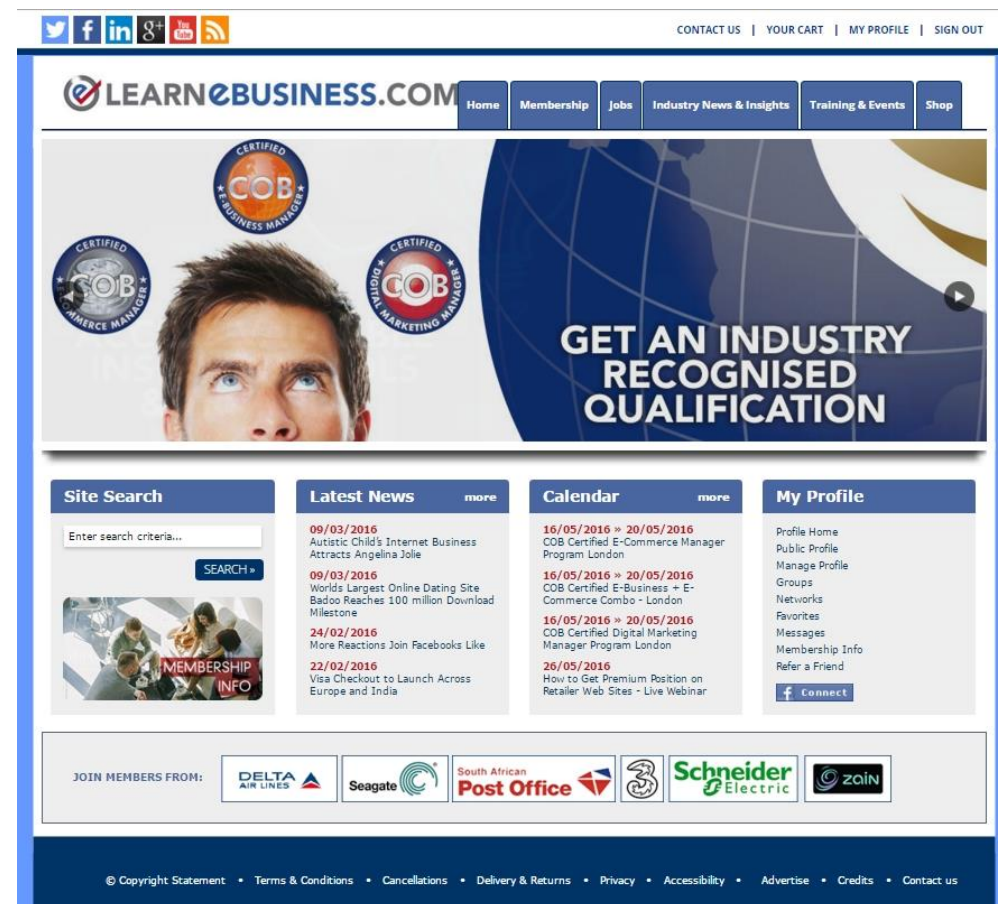 g+
You
Tube
CONTACT US | YOUR CART | MY PROFILE | SIGN OUT
LEARNeBUSINESS.COM
Home
Membership
Jobs
Industry News & Insights
Training & Events
Shop
CERTIFIED
COB
E-BUSINESS MANAGER
CERTIFIED
COB
E-COMMERCE MANAGER
CERTIFIED
COB
DIGITAL MARKETING MANAGER
GET AN INDUSTRY
RECOGNISED
QUALIFICATION
Site Search
Enter search criteria...
SEARCH »
MEMBERSHIP
INFO
Latest News more
09/03/2016
Autistic Child's Internet Business
Attracts Angelina Jolie
09/03/2016
Worlds Largest Online Dating Site
Badoo Reaches 100 million Download
Milestone
24/02/2016
More Reactions Join Facebooks Like
22/02/2016
Visa Checkout to Launch Across
Europe and India
Calendar more
16/05/2016 » 20/05/2016
COB Certified E-Commerce Manager
Program London
16/05/2016 » 20/05/2016
COB Certified E-Business + E-
Commerce Combo - London
16/05/2016 » 20/05/2016
COB Certified Digital Marketing
Manager Program London
26/05/2016
How to Get Premium Position on
Retailer Web Sites - Live Webinar
My Profile
Profile Home
Public Profile
Manage Profile
Groups
Networks
Favorites
Messages
Membership Info
Refer a Friend
f Connect
JOIN MEMBERS FROM:
DELTA
AIR LINES
Seagate
South African
Post Office
3
Schneider
Electric
zain
© Copyright Statement • Terms & Conditions • Cancellations • Delivery & Returns • Privacy • Accessibility • Advertise • Credits • Contact us